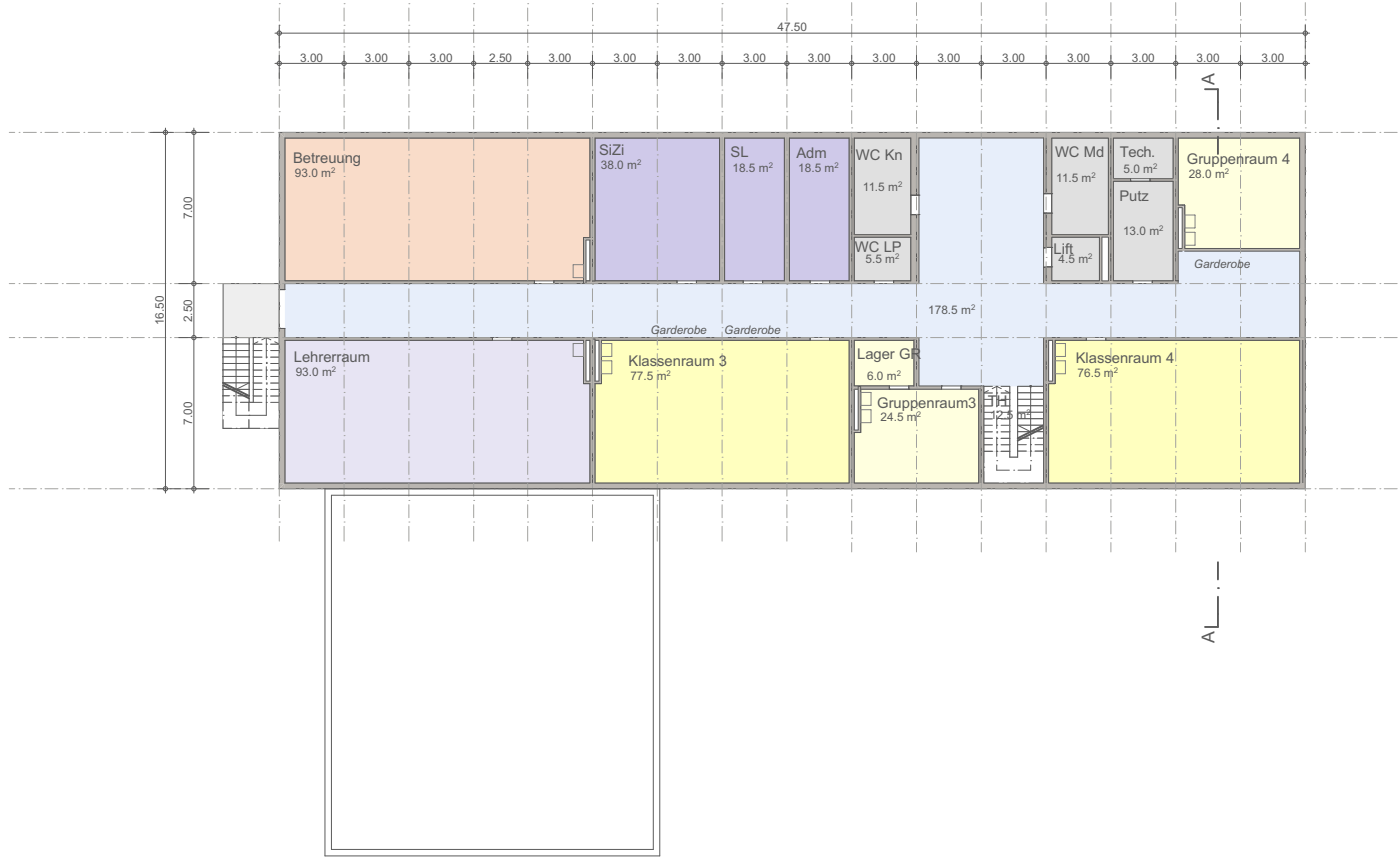 47.50
3.00 3.00 3.00 2.50 3.00 3.00 3.00 3.00 3.00 3.00 3.00 3.00 3.00 3.00 3.00 3.00
A
16.50
7.00
2.50
7.00
Betreuung
93.0 m²
SiZi
38.0 m²
SL
18.5 m²
Adm
18.5 m²
WC Kn
11.5 m²
WC LP
5.5 m²
WC Md
11.5 m²
Lift
4.5 m²
Tech.
5.0 m²
Putz
13.0 m²
Gruppenraum 4
28.0 m²
Garderobe
178.5 m²
Garderobe Garderobe
Lehrerraum
93.0 m²
Klassenraum 3
77.5 m²
Lager GR
6.0 m²
Gruppenraum3
24.5 m²
TH
12.5 m²
Klassenraum 4
76.5 m²
A